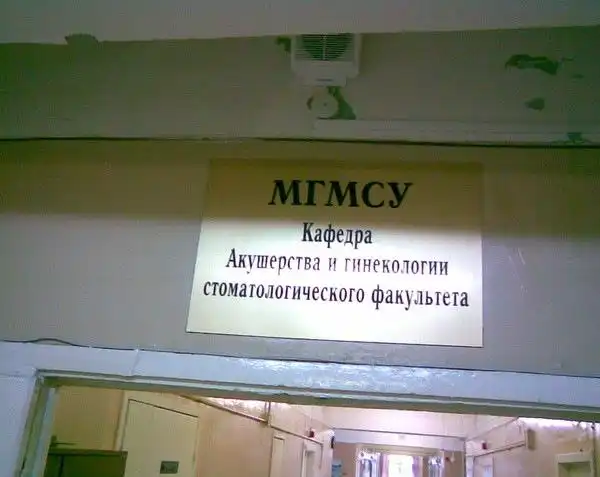 МГМСУ
Кафедра
Акушерства и гинекологии
стоматологического факультета